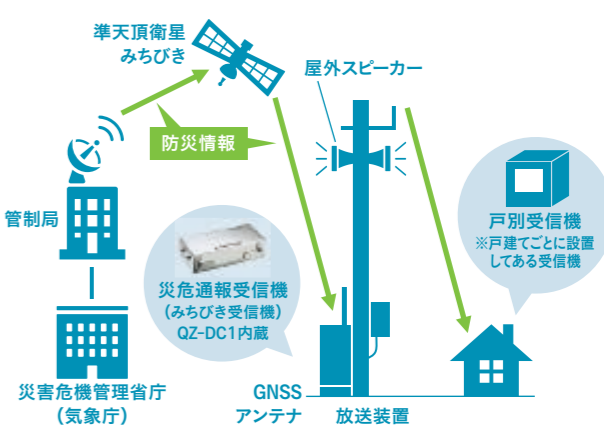 準天頂衛星
みちびき
屋外スピーカー
防災情報
管制局
戸別受信機
※戸建てごとに設置
してある受信機
災危通報受信機
(みちびき受信機)
QZ-DC1内蔵
災害危機管理省庁
(気象庁)
GNSS
アンテナ
放送装置